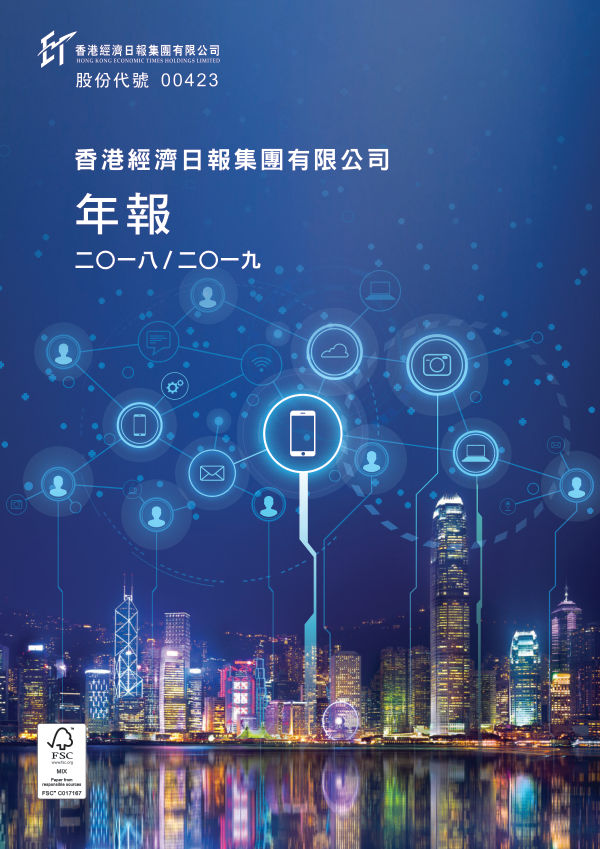 香港經濟日報集團有限公司
HONG KONG ECONOMIC TIMES HOLDINGS LIMITED
股份代號 00423
香港經濟日報集團有限公司
年報
二〇一八 / 二〇一九
FSC
www.fsc.org
MIX
Paper from
responsible sources
FSC® C017167